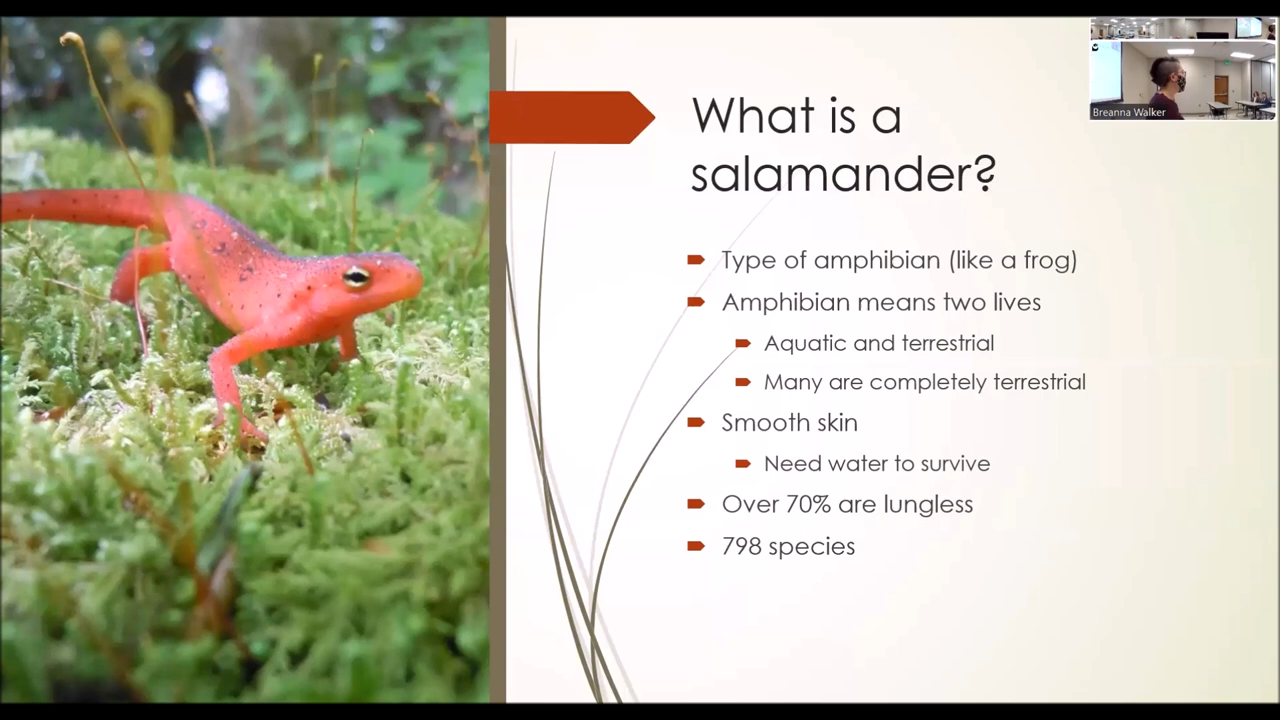 What is a
salamander?
Type of amphibian (like a frog)
Amphibian means two lives
Aquatic and terrestrial
Many are completely terrestrial
Smooth skin
Need water to survive
Over 70% are lungless
798 species
Breanna Walker